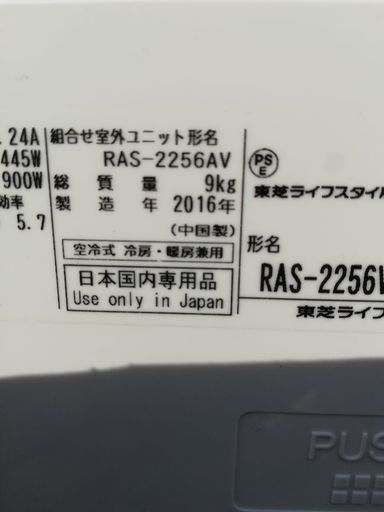 .24A
445W
900W
効率
5.7
組合せ室外ユニット形名
RAS-2256AV
総質量 9kg
製造年 2016年
(中国製)
空冷式 冷房・暖房兼用
日本国内専用品
Use only in Japan
PS
E
東芝ライフスタイル
形名
RAS-2256V
東芝ライフ
PUS